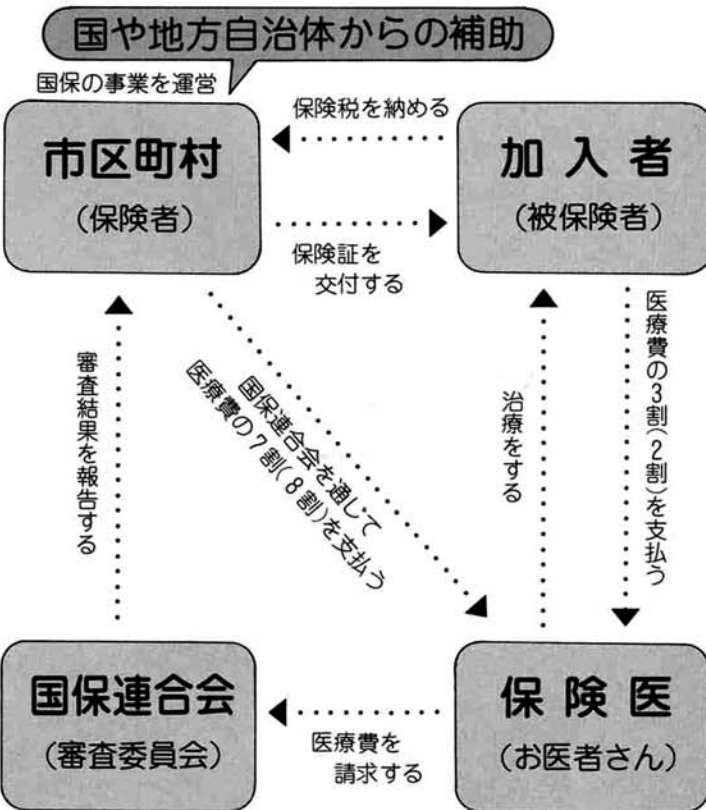 国や地方自治体からの補助
国保の事業を運営
市区町村
(保険者)
保険税を納める
加入者
(被保険者)
保険証を
交付する
審査結果を報告する
国保連合会を通して
医療費の7割(8割)を支払う
治療をする
医療費の3割(2割)を支払う
国保連合会
(審査委員会)
医療費を
請求する
保険医
(お医者さん)